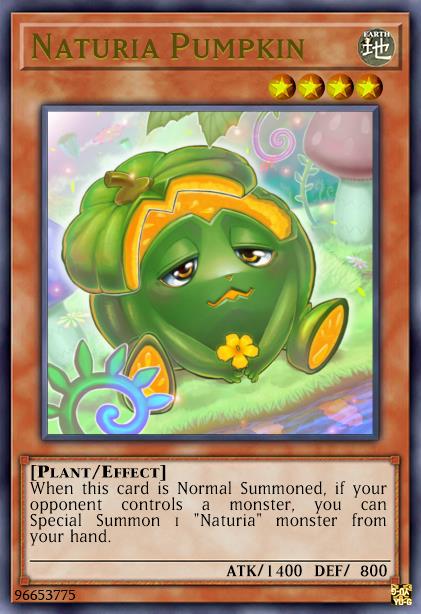 Naturia Pumpkin
EARTH
地
[Plant/Effect]
When this card is Normal Summoned, if your
opponent controls a monster, you can
Special Summon 1 "Naturia" monster from
your hand.
ATK/1400 DEF/ 800
96653775